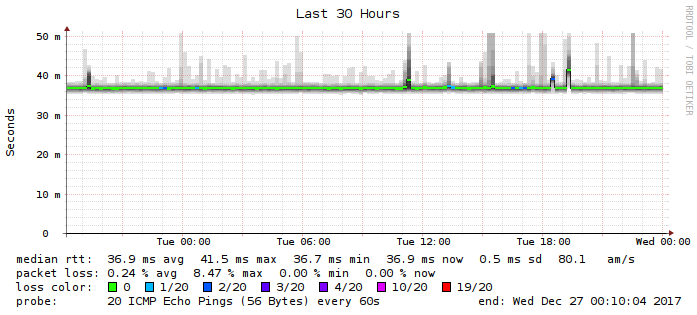 Last 30 Hours
RRDTOOL / TOBI OETIKER
Seconds
50 m
40 m
30 m
20 m
10 m
0
Tue 00:00 Tue 06:00 Tue 12:00 Tue 18:00 Wed 00:00
median rtt: 36.9 ms avg 41.5 ms max 36.7 ms min 36.9 ms now 0.5 ms sd 80.1 am/s
packet loss: 0.24 % avg 8.47 % max 0.00 % min 0.00 % now
loss color: 0 1/20 2/20 3/20 4/20 10/20 19/20
probe: 20 ICMP Echo Pings (56 Bytes) every 60s end: Wed Dec 27 00:10:04 2017